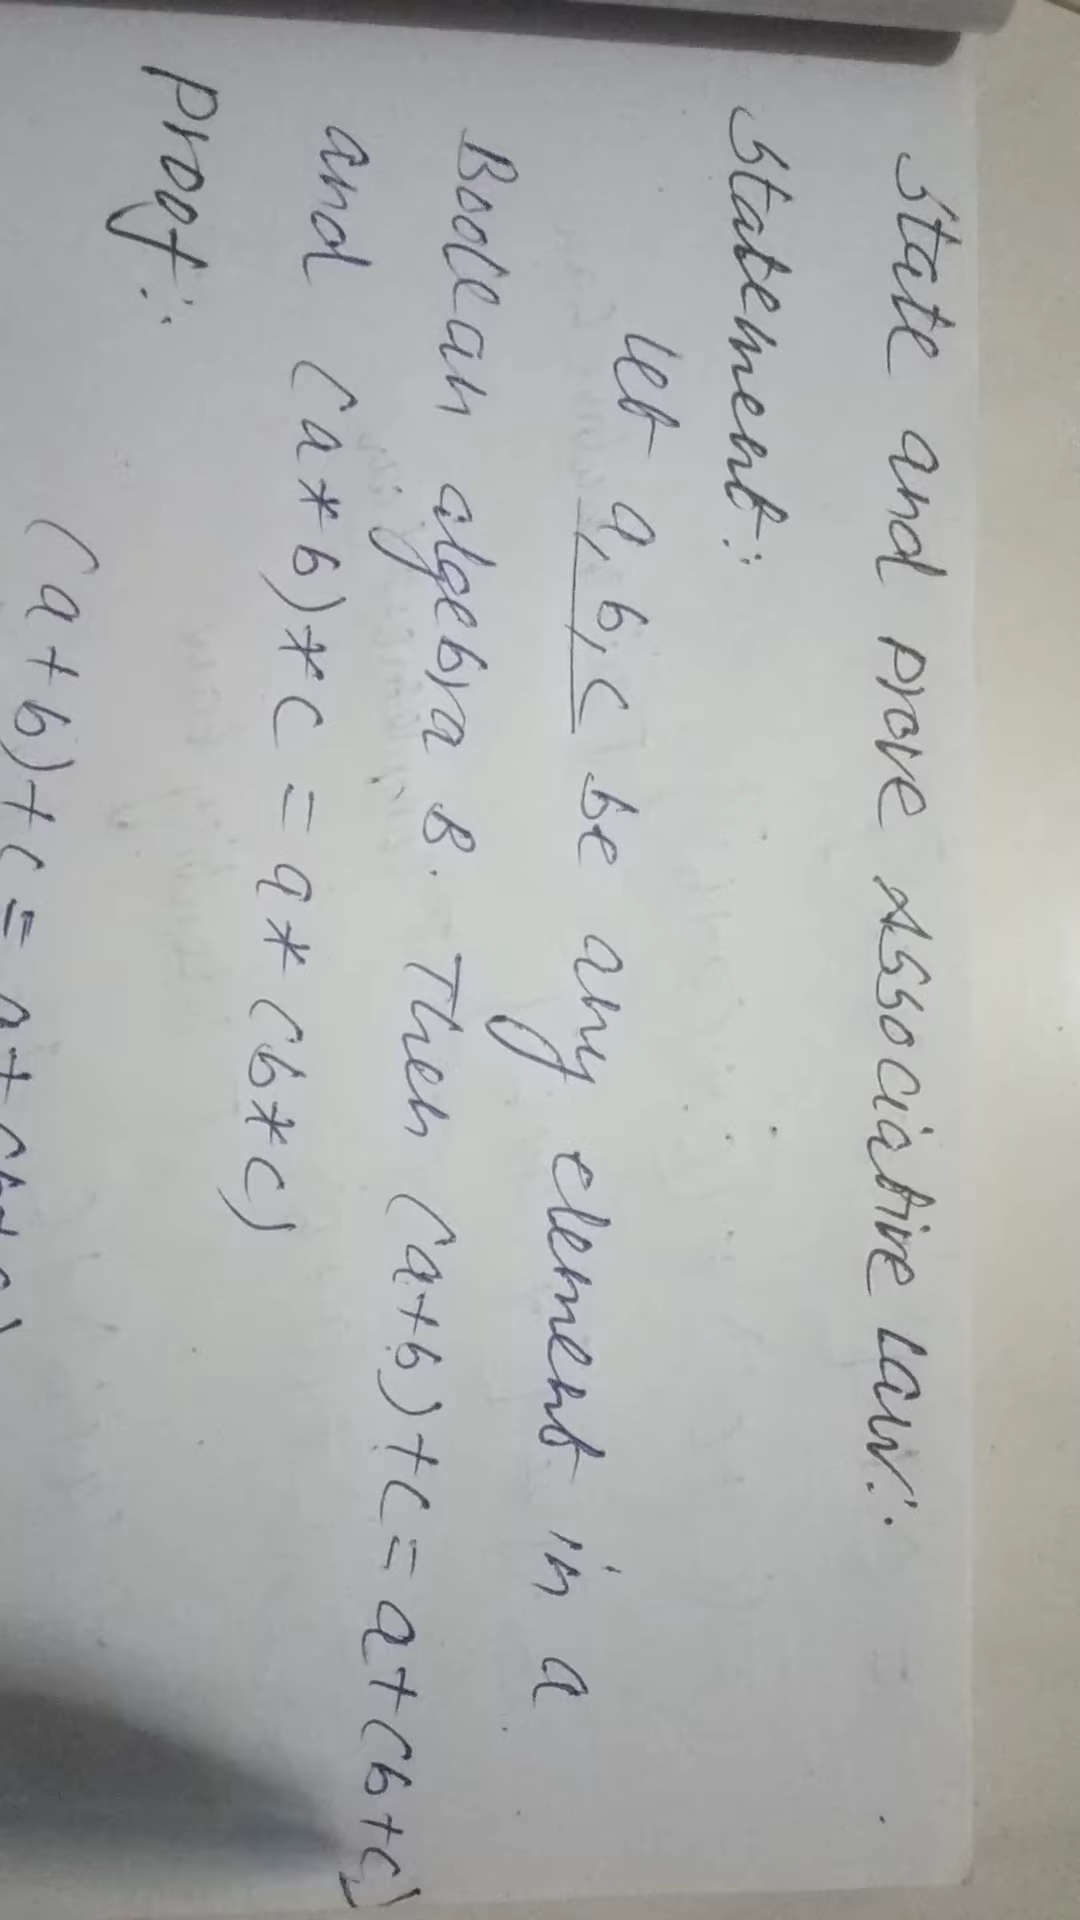 State and prove Associative Law:.
Statement:
Let a, b, c be any element in a
Boolean algebra B. Then (a+b)+c = a+(b+c)
and (a*b)*c = a*(b*c)
Proof:.
(a+b)+c = a+(b+c)